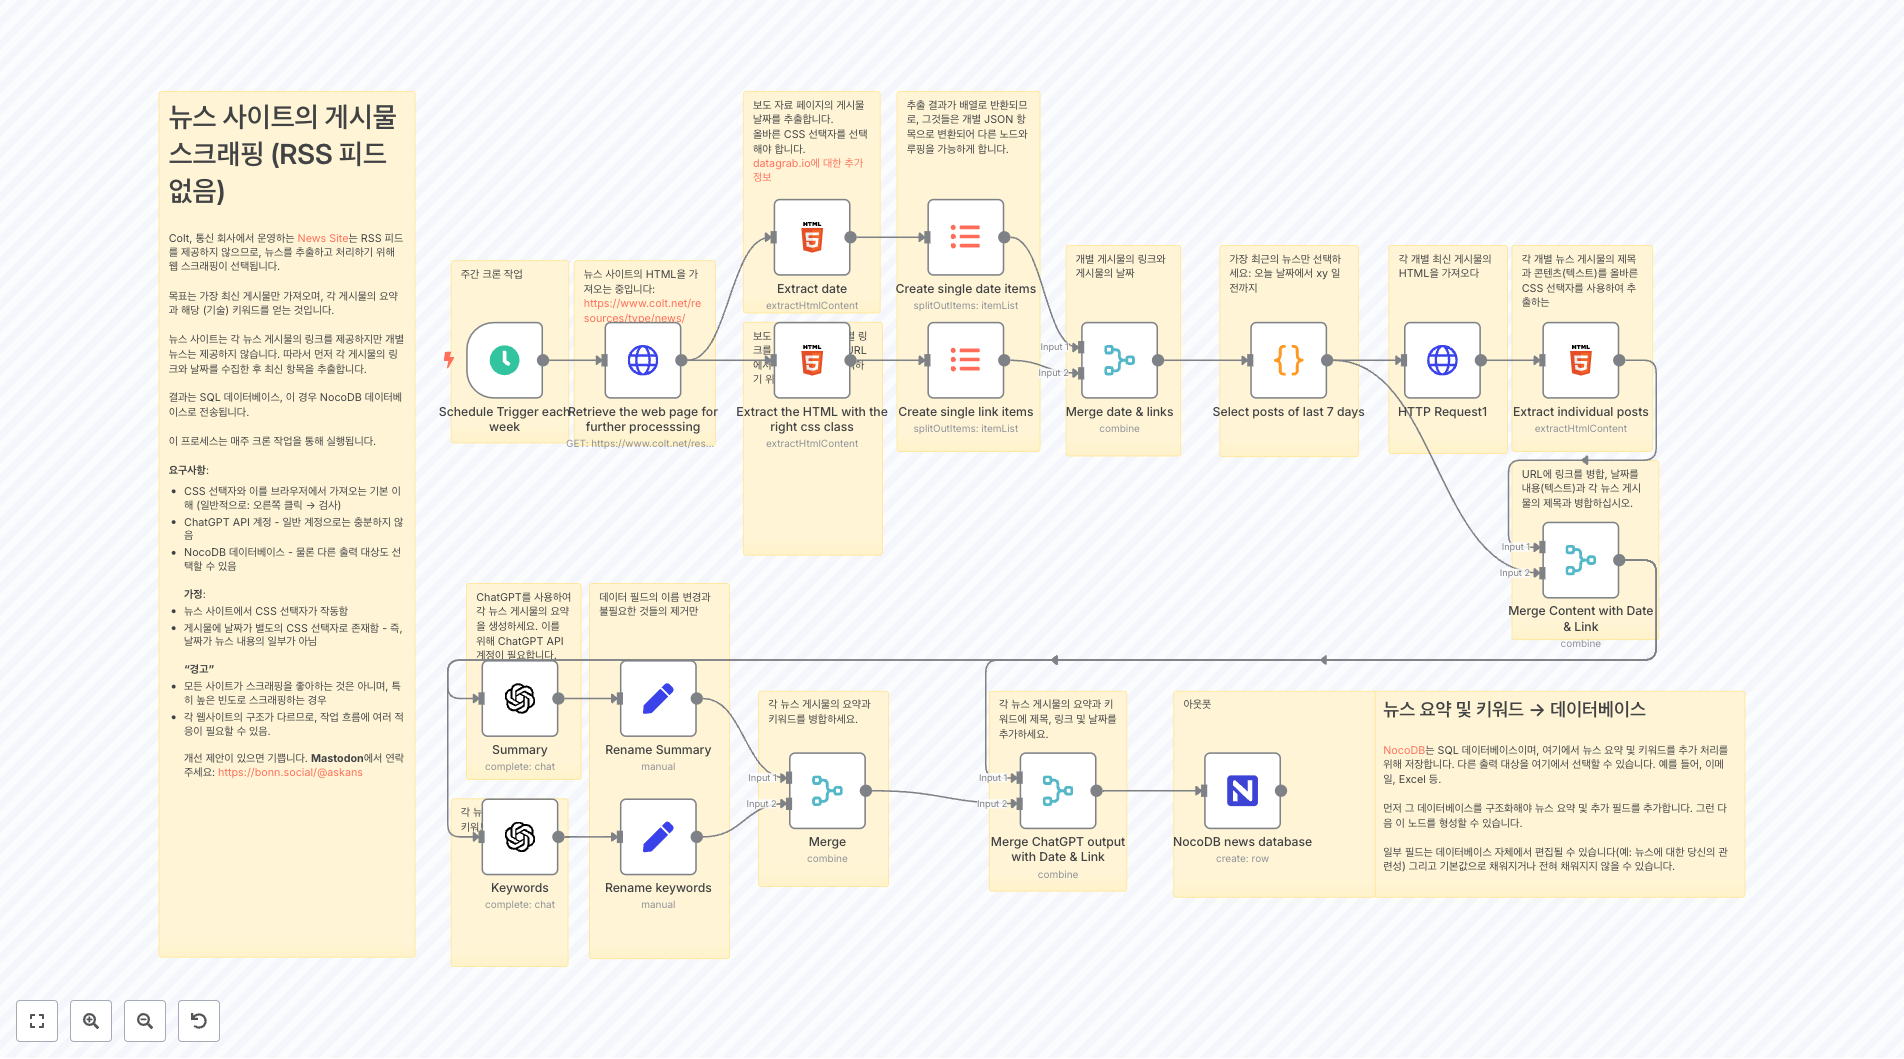 뉴스 사이트의 게시물
스크래핑 (RSS 피드
없음)
Colt, 통신 회사에서 운영하는 News Site는 RSS 피드
를 제공하지 않으므로, 뉴스를 추출하고 처리하기 위해
웹 스크래핑이 선택됩니다.
목표는 가장 최신 게시물만 가져오며, 각 게시물의 요약
과 해당 (기술) 키워드를 얻는 것입니다.
뉴스 사이트는 각 뉴스 게시물의 링크를 제공하지만 개별
뉴스는 제공하지 않습니다. 따라서 먼저 각 게시물의 링
크와 날짜를 수집한 후 최신 항목을 추출합니다.
결과는 SQL 데이터베이스, 이 경우 NocoDB 데이터베
이스로 전송됩니다.
이 프로세스는 매주 크론 작업을 통해 실행됩니다.
요구사항:
• CSS 선택자와 이를 브라우저에서 가져오는 기본 이
해 (일반적으로: 오른쪽 클릭 → 검사)
• ChatGPT API 계정 - 일반 계정으로는 충분하지 않
음
• NocoDB 데이터베이스 - 물론 다른 출력 대상도 선
택할 수 있음
가정:
• 뉴스 사이트에서 CSS 선택자가 작동함
• 게시물에 날짜가 별도의 CSS 선택자로 존재함 - 즉,
날짜가 뉴스 내용의 일부가 아님
“경고”
• 모든 사이트가 스크래핑을 좋아하는 것은 아니며, 특
히 높은 빈도로 스크래핑하는 경우
• 각 웹사이트의 구조가 다르므로, 작업 흐름에 여러 적
응이 필요할 수 있음.
개선 제안이 있으면 기쁩니다. Mastodon에서 연락
주세요: https://bonn.social/@askans
주간 크론 작업
Schedule Trigger each
week
뉴스 사이트의 HTML을 가
져오는 중입니다:
https://www.colt.net/re
sources/type/news/
Retrieve the web page for
further processsing
GET: https://www.colt.net/res...
보도 자료 페이지의 게시물
날짜를 추출합니다.
올바른 CSS 선택자를 선택
해야 합니다.
datagrab.io에 대한 추가
정보
Extract date
extractHtmlContent
추출 결과가 배열로 반환되므
로, 그것들은 개별 JSON 항
목으로 변환되어 다른 노드와
루핑을 가능하게 합니다.
Create single date items
splitOutItems: itemList
보도 링
크를 URL
에서 하
기 위
Extract the HTML with the
right css class
extractHtmlContent
Create single link items
splitOutItems: itemList
개별 게시물의 링크와
게시물의 날짜
Input 1
Input 2
Merge date & links
combine
가장 최근의 뉴스만 선택하
세요: 오늘 날짜에서 xy 일
전까지
Select posts of last 7 days
각 개별 최신 게시물의
HTML을 가져오다
HTTP Request1
각 개별 뉴스 게시물의 제목
과 콘텐츠(텍스트)를 올바른
CSS 선택자를 사용하여 추
출하는
Extract individual posts
extractHtmlContent
URL에 링크를 병합, 날짜를
내용(텍스트)과 각 뉴스 게시
물의 제목과 병합하십시오.
Input 1
Input 2
Merge Content with Date
& Link
combine
ChatGPT를 사용하여
각 뉴스 게시물의 요약
을 생성하세요. 이를
위해 ChatGPT API
계정이 필요합니다.
Summary
complete: chat
데이터 필드의 이름 변경과
불필요한 것들의 제거만
Rename Summary
manual
각 뉴
키워
Keywords
complete: chat
Rename keywords
manual
각 뉴스 게시물의 요약과
키워드를 병합하세요.
Input 1
Input 2
Merge
combine
각 뉴스 게시물의 요약과 키
워드에 제목, 링크 및 날짜를
추가하세요.
Input 1
Input 2
Merge ChatGPT output
with Date & Link
combine
아웃풋
NocoDB news database
create: row
뉴스 요약 및 키워드 → 데이터베이스
NocoDB는 SQL 데이터베이스이며, 여기에서 뉴스 요약 및 키워드를 추가 처리를
위해 저장합니다. 다른 출력 대상을 여기에서 선택할 수 있습니다. 예를 들어, 이메
일, Excel 등.
먼저 그 데이터베이스를 구조화해야 뉴스 요약 및 추가 필드를 추가합니다. 그런 다
음 이 노드를 형성할 수 있습니다.
일부 필드는 데이터베이스 자체에서 편집될 수 있습니다(예: 뉴스에 대한 당신의 관
련성) 그리고 기본값으로 채워지거나 전혀 채워지지 않을 수 있습니다.